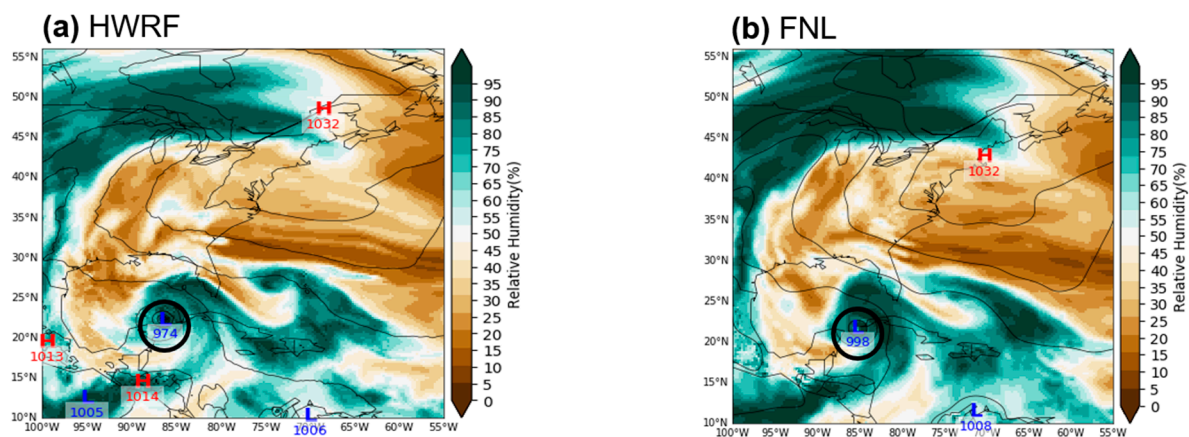 (a) HWRF
(b) FNL
55°N
50°N
45°N
40°N
35°N
30°N
25°N
20°N
15°N
10°N
100°W 95°W 90°W 85°W 80°W 75°W 70°W 65°W 60°W 55°W
H
1032
L
974
H
1013
H
1014
L
1005
L
1006
95
90
85
80
75
70
65
60
55
50
45
40
35
30
25
20
15
10
5
0
Relative Humidity(%)
55°N
50°N
45°N
40°N
35°N
30°N
25°N
20°N
15°N
10°N
100°W 95°W 90°W 85°W 80°W 75°W 70°W 65°W 60°W 55°W
H
1032
L
998
L
1008
95
90
85
80
75
70
65
60
55
50
45
40
35
30
25
20
15
10
5
0
Relative Humidity(%)